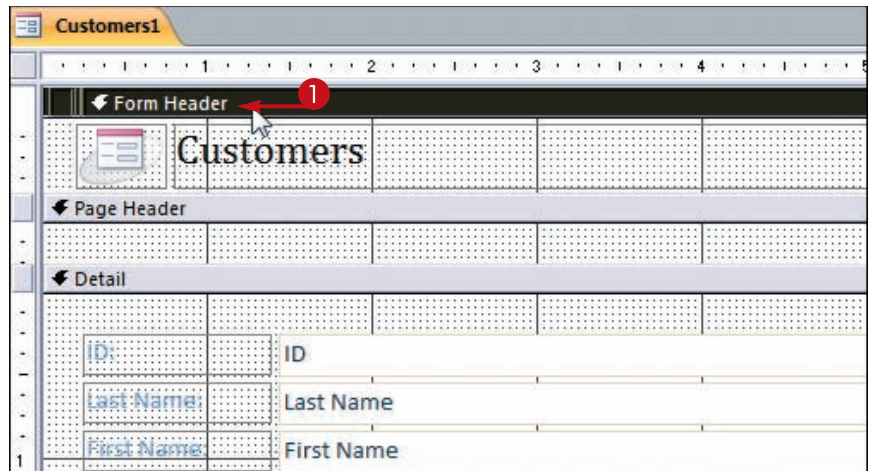 Customers1
1 2 3 4 5
Form Header 1
Customers
Page Header
Detail
ID: ID
Last Name: Last Name
First Name: First Name
1